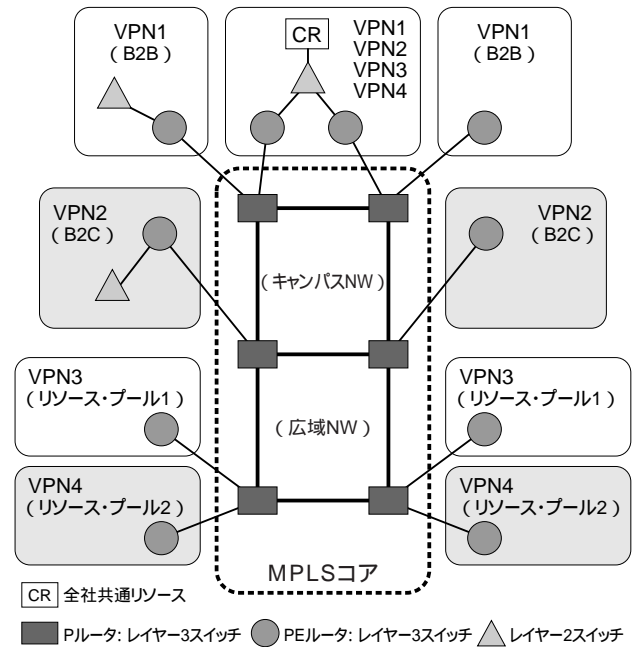 VPN1
( B2B )
CR
VPN1
VPN2
VPN3
VPN4
VPN1
( B2B )
VPN2
( B2C )
VPN2
( B2C )
( キャンパスNW )
VPN3
( リソース・プール1 )
VPN3
( リソース・プール1 )
( 広域NW )
VPN4
( リソース・プール2 )
VPN4
( リソース・プール2 )
MPLSコア
CR 全社共通リソース
Pルータ: レイヤー3スイッチ PEルータ: レイヤー3スイッチ レイヤー2スイッチ